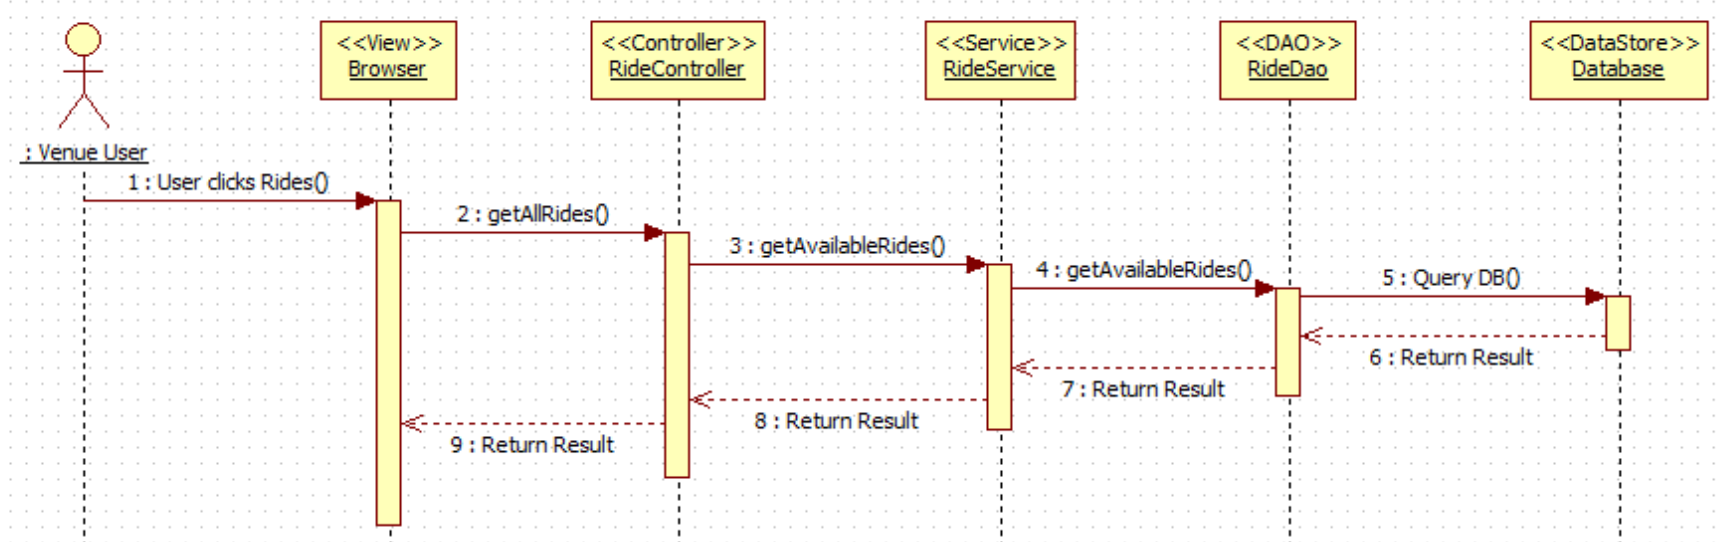 <<View>>
Browser
<<Controller>>
RideController
<<Service>>
RideService
<<DAO>>
RideDao
<<DataStore>>
Database
: Venue User
1 : User clicks Rides()
2 : getAllRides()
3 : getAvailableRides()
4 : getAvailableRides()
5 : Query DB()
6 : Return Result
7 : Return Result
8 : Return Result
9 : Return Result